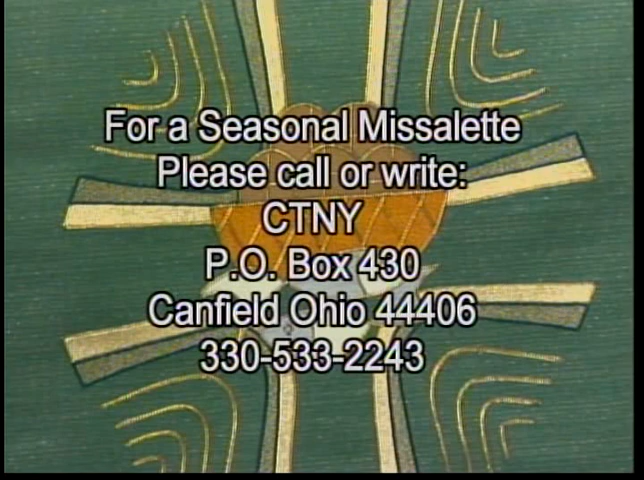 For a Seasonal Missalette
Please call or write:
CTNY
P.O. Box 430
Canfield Ohio 44406
330-533-2243